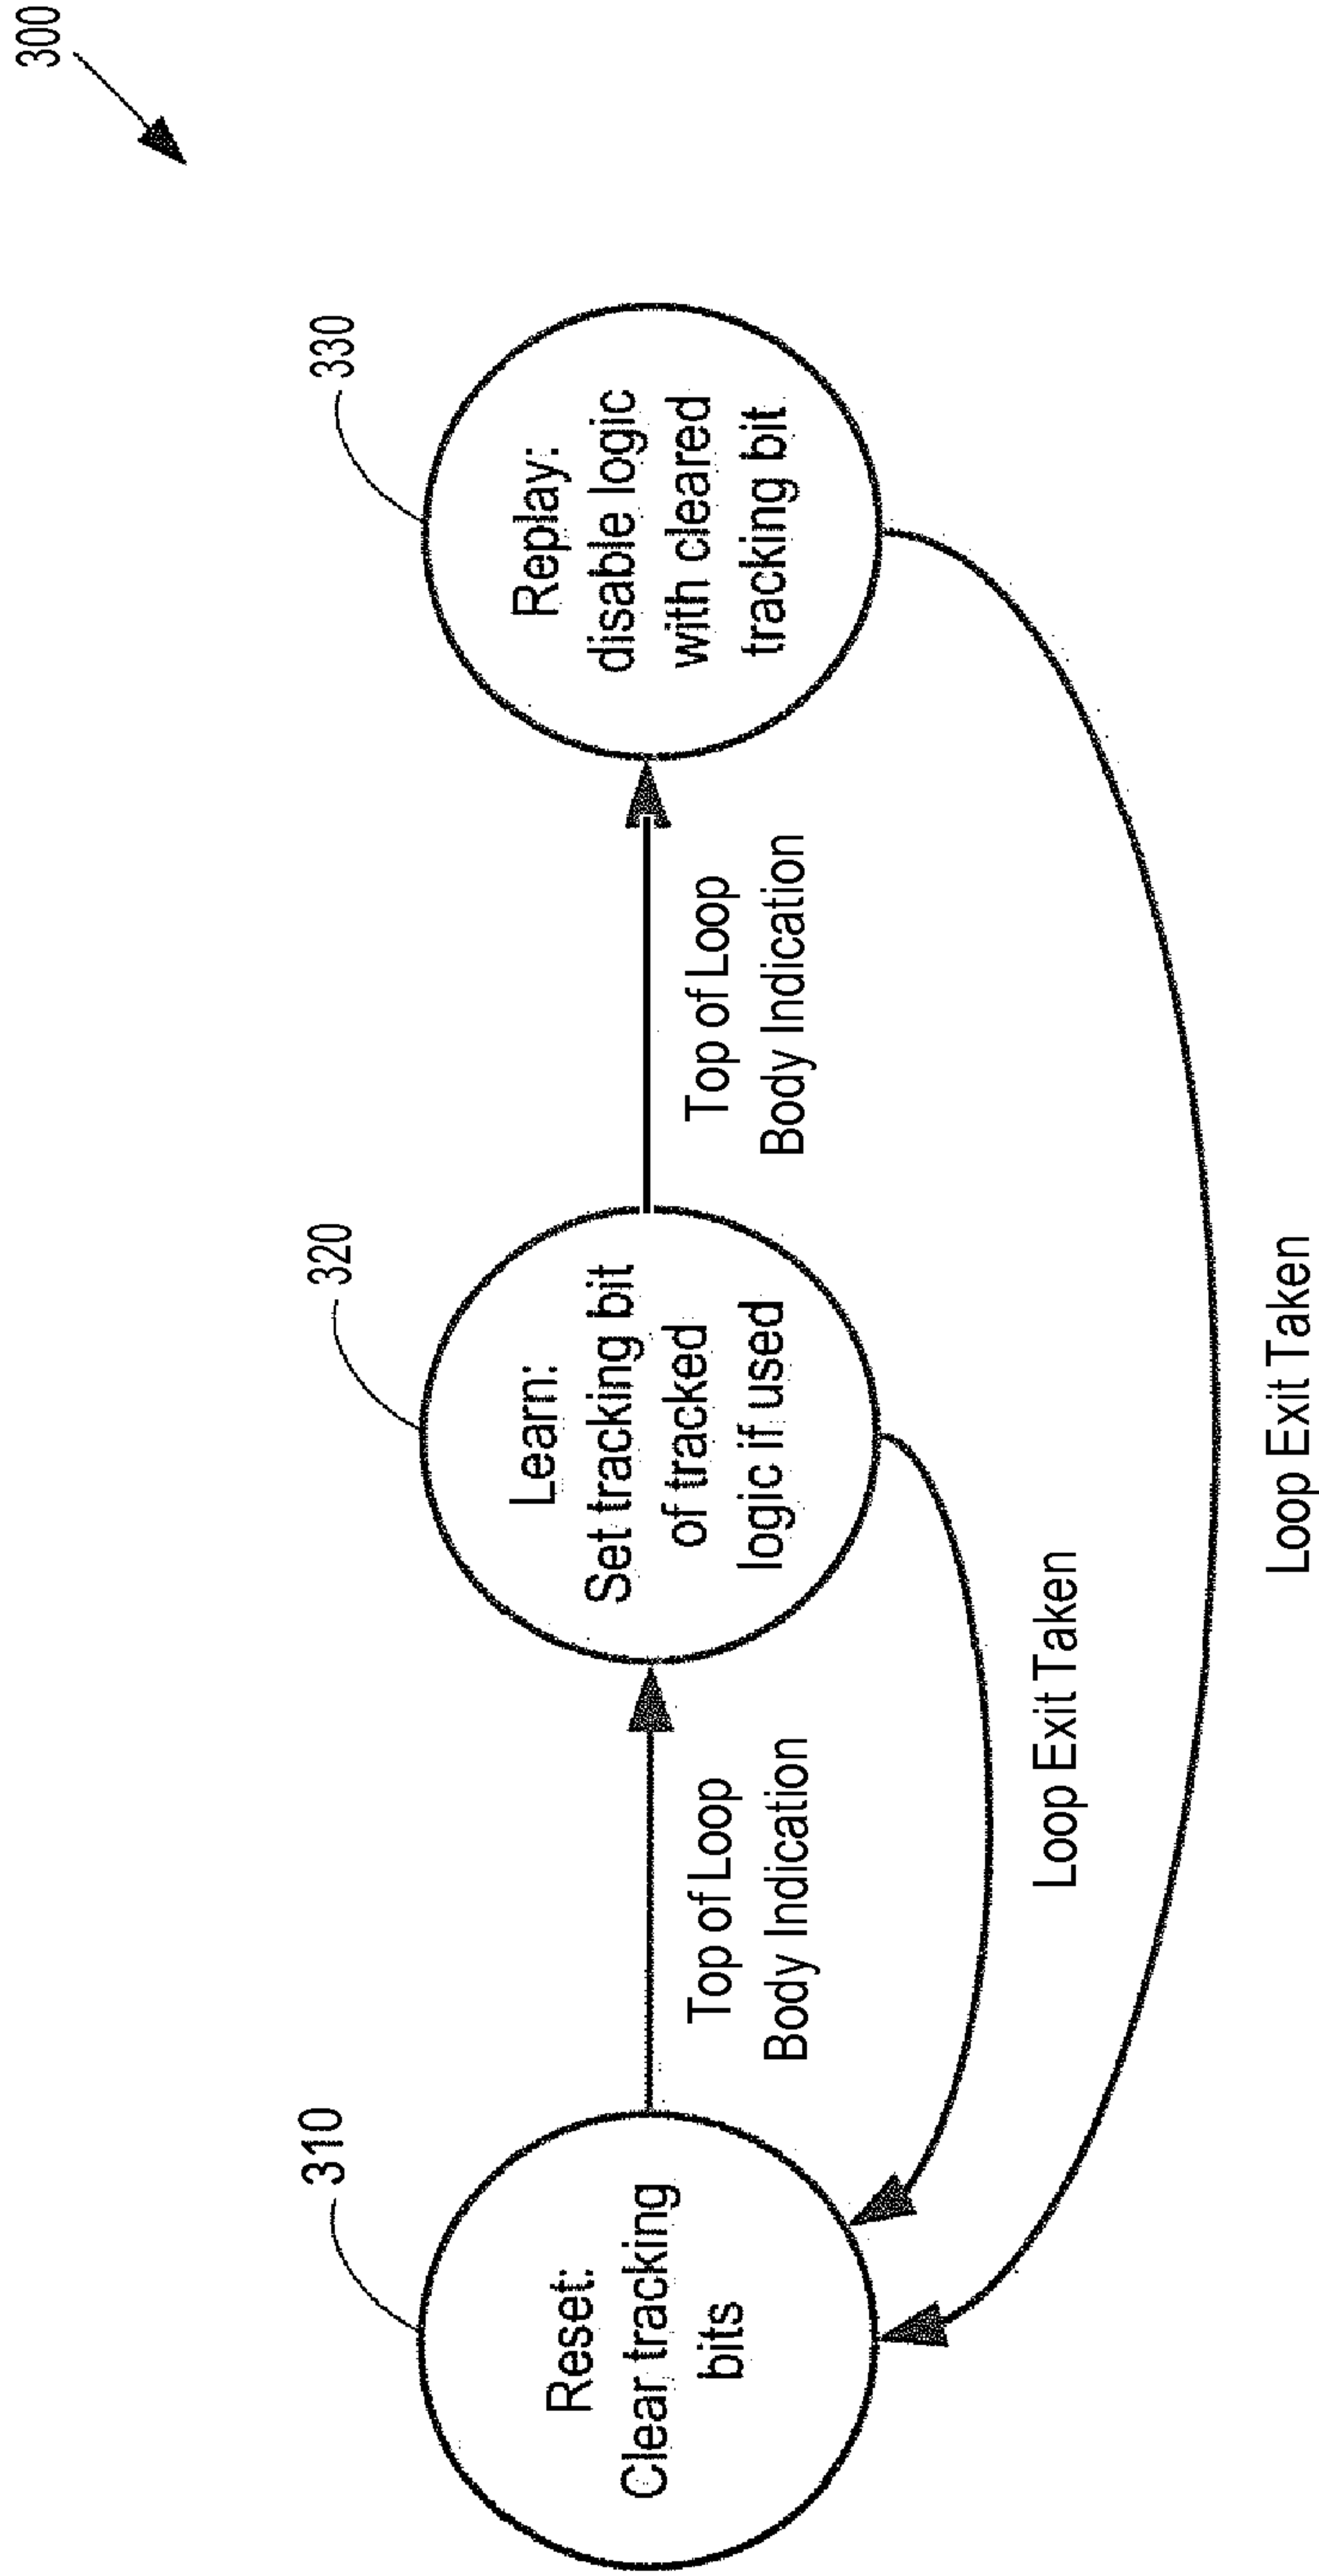 300
310
Reset:
Clear tracking
bits
Top of Loop
Body Indication
320
Learn:
Set tracking bit
of tracked
logic if used
Top of Loop
Body Indication
330
Replay:
disable logic
with cleared
tracking bit
Loop Exit Taken
Loop Exit Taken